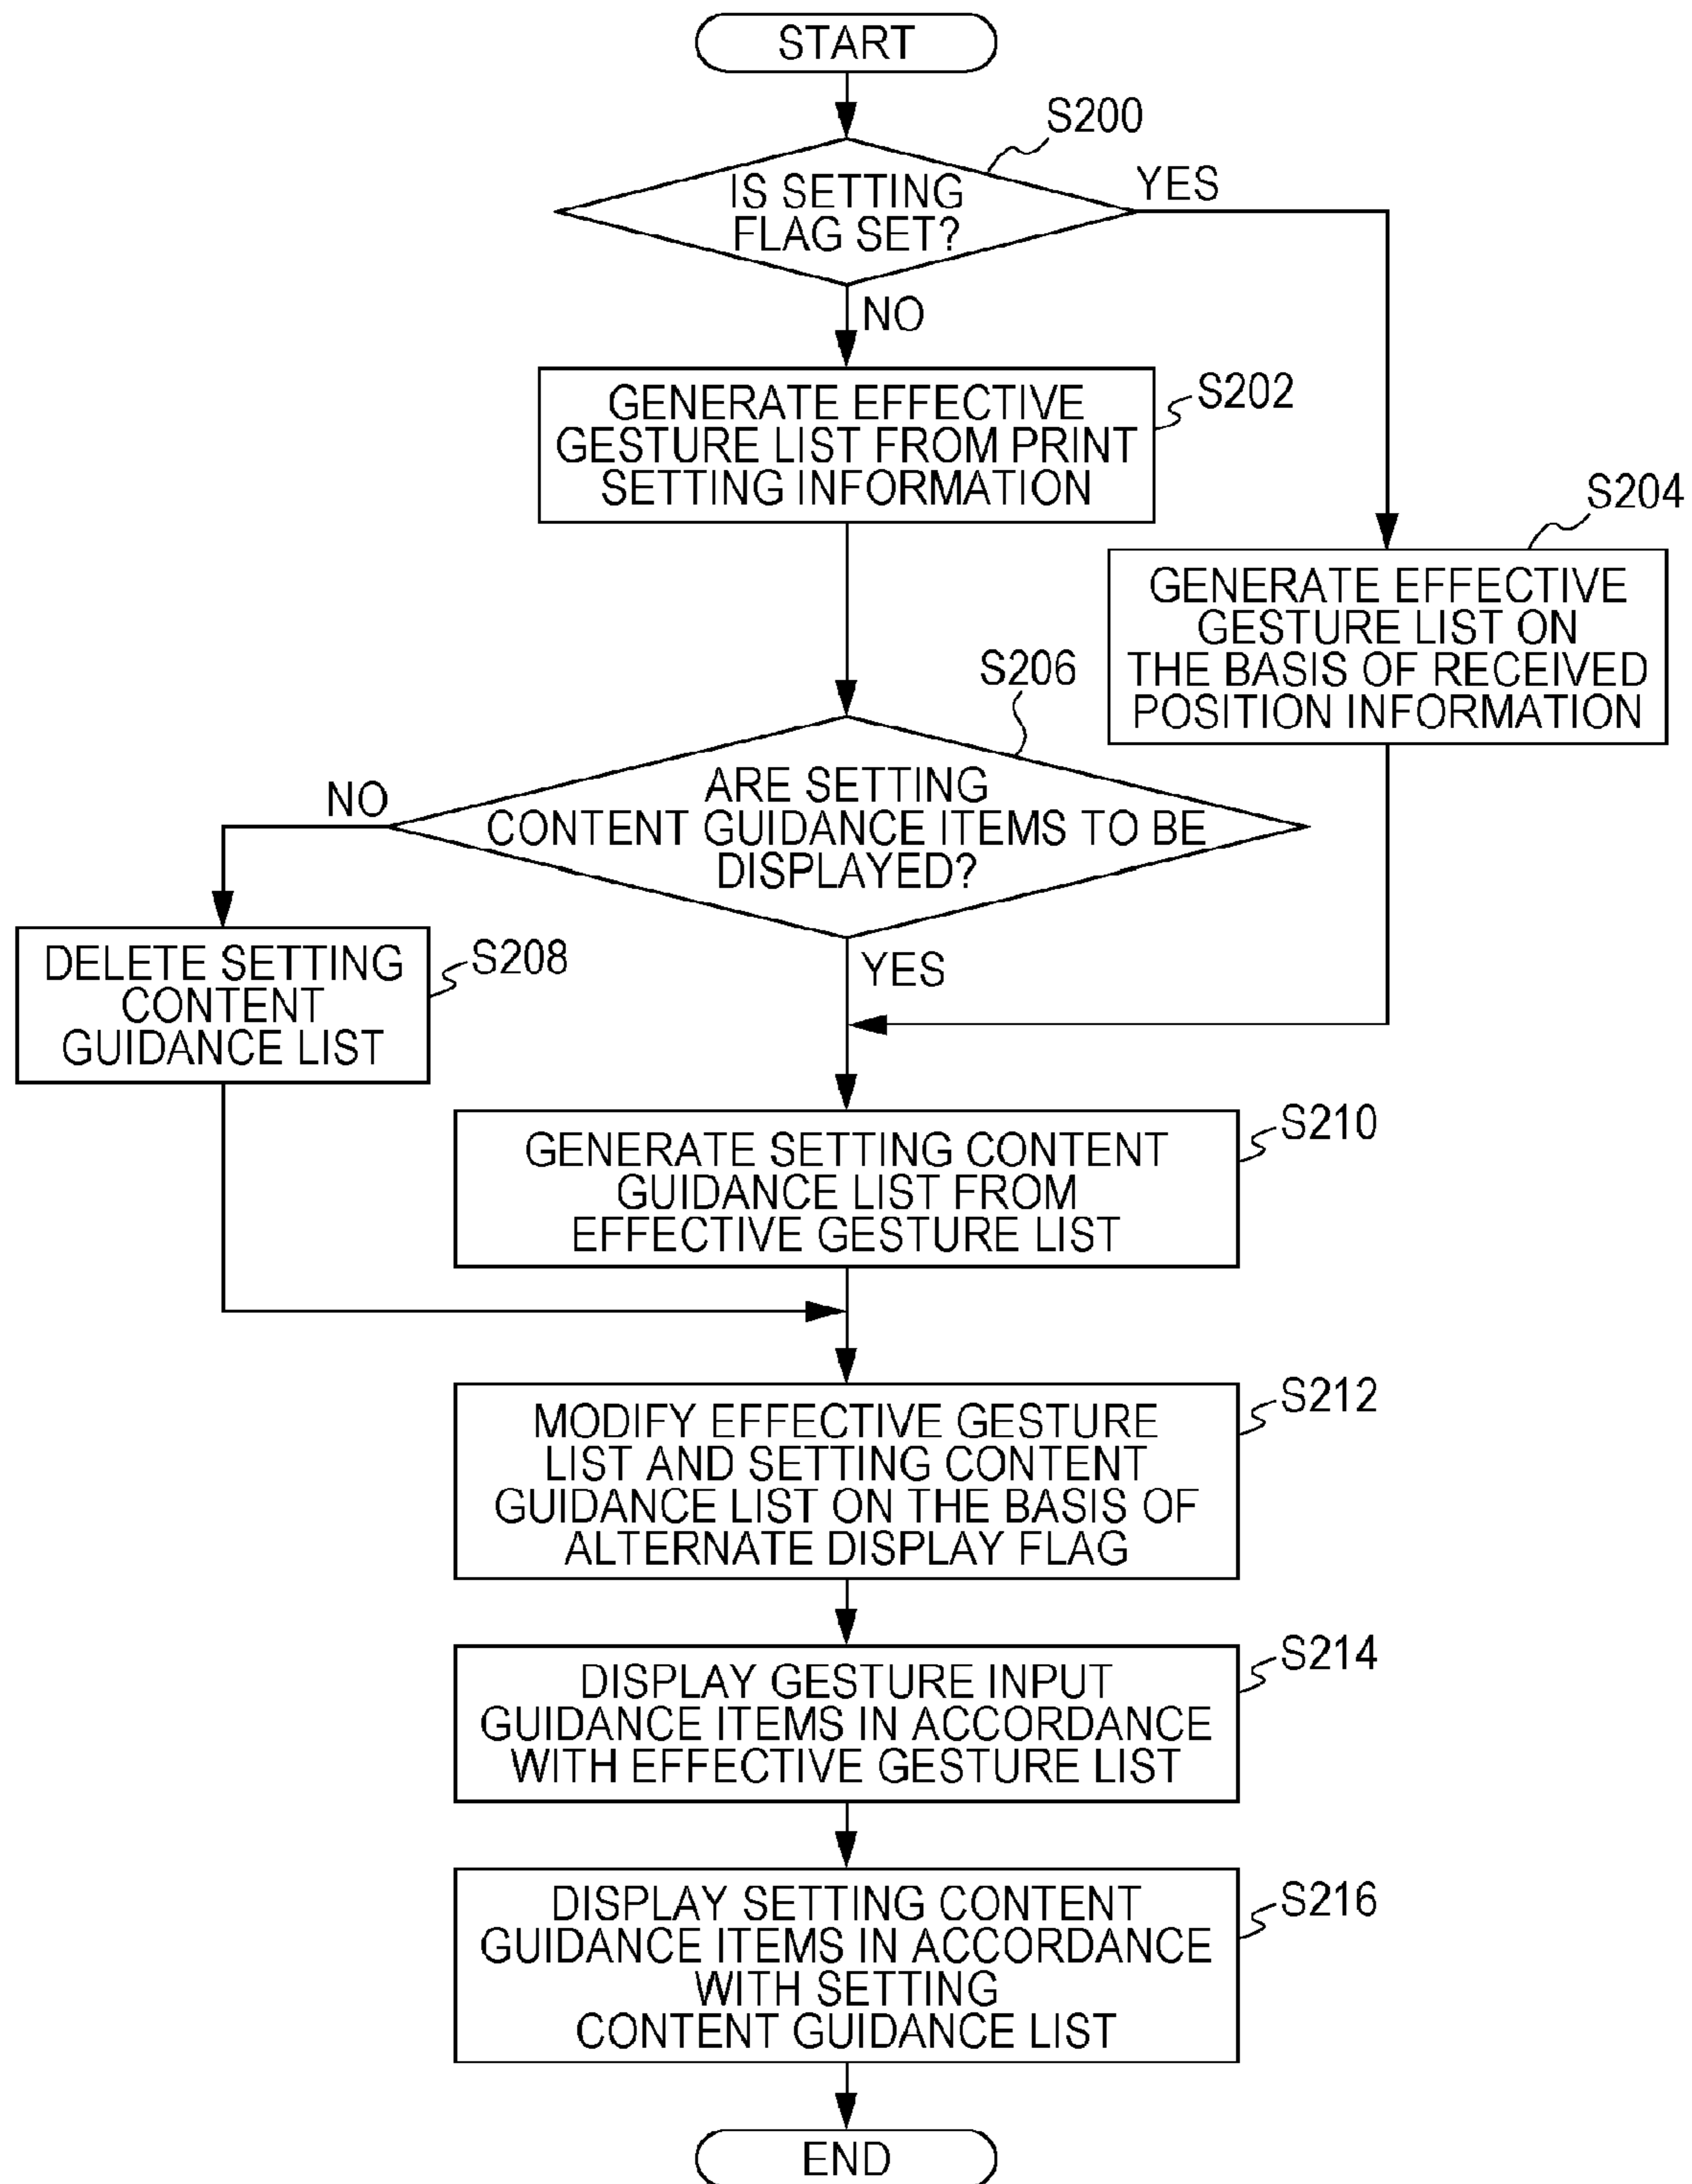 START
S200
IS SETTING
FLAG SET?
YES
NO
GENERATE EFFECTIVE
GESTURE LIST FROM PRINT
SETTING INFORMATION
S202
S204
GENERATE EFFECTIVE
GESTURE LIST ON
THE BASIS OF RECEIVED
POSITION INFORMATION
S206
ARE SETTING
CONTENT GUIDANCE ITEMS TO BE
DISPLAYED?
NO
YES
DELETE SETTING
CONTENT
GUIDANCE LIST
S208
GENERATE SETTING CONTENT
GUIDANCE LIST FROM
EFFECTIVE GESTURE LIST
S210
MODIFY EFFECTIVE GESTURE
LIST AND SETTING CONTENT
GUIDANCE LIST ON THE BASIS OF
ALTERNATE DISPLAY FLAG
S212
DISPLAY GESTURE INPUT
GUIDANCE ITEMS IN ACCORDANCE
WITH EFFECTIVE GESTURE LIST
S214
DISPLAY SETTING CONTENT
GUIDANCE ITEMS IN ACCORDANCE
WITH SETTING
CONTENT GUIDANCE LIST
S216
END